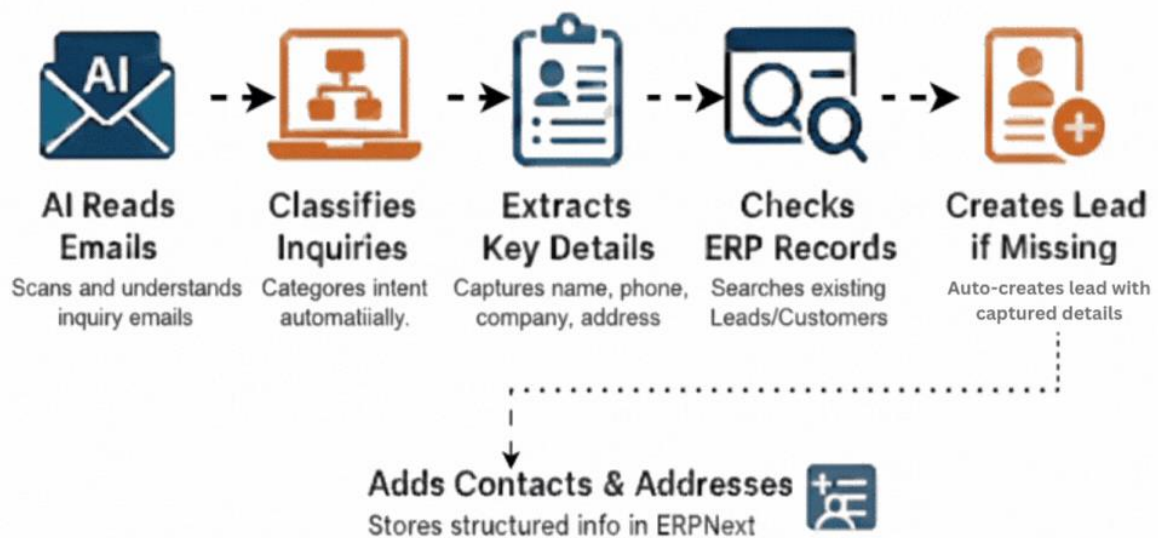 AI
AI Reads
Emails
Scans and understands
inquiry emails
Classifies
Inquiries
Categores intent
automatiially.
Extracts
Key Details
Captures name, phone,
company, address
Checks
ERP Records
Searches existing
Leads/Customers
Creates Lead
if Missing
Auto-creates lead with
captured details
Adds Contacts & Addresses
Stores structured info in ERPNext